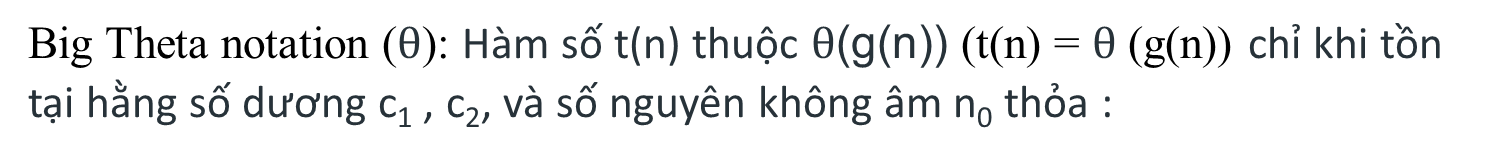 Big Theta notation (θ): Hàm số t(n) thuộc θ(g(n)) (t(n) = θ (g(n)) chỉ khi tồn
tại hằng số dương c₁ , c₂, và số nguyên không âm n₀ thỏa :